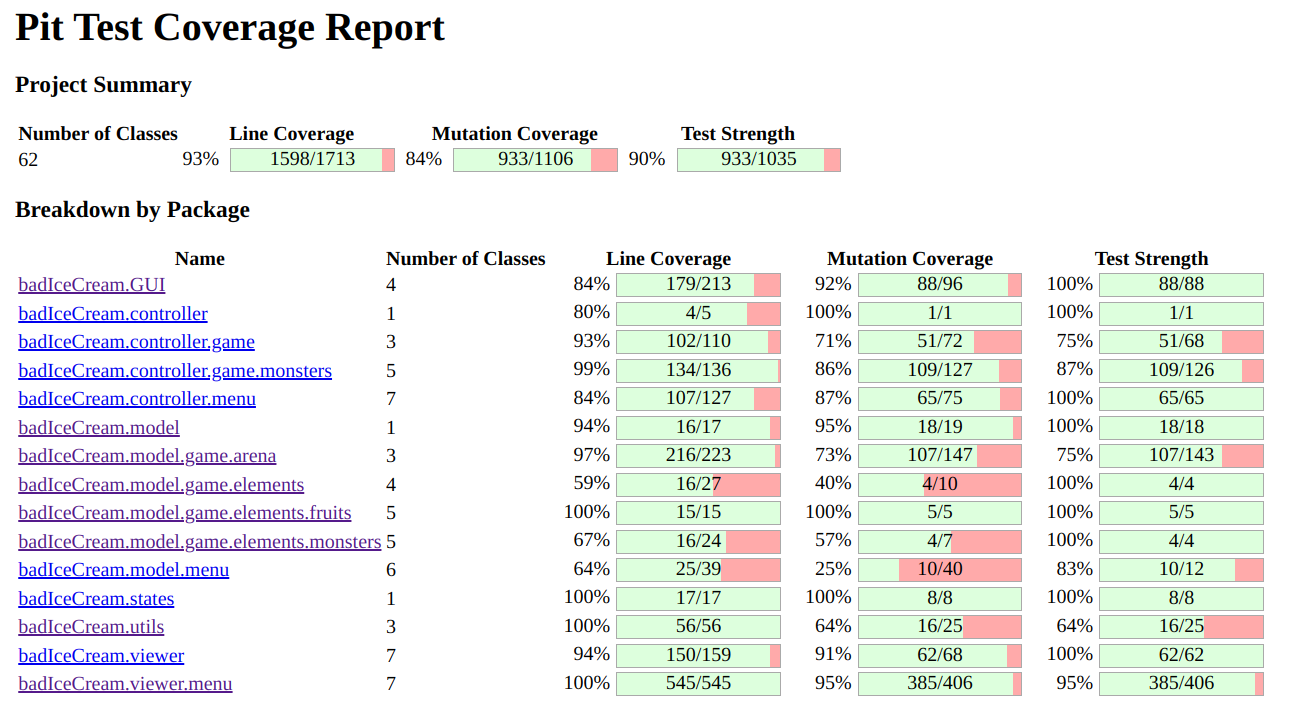 Pit Test Coverage Report
Project Summary
Number of Classes Line Coverage Mutation Coverage Test Strength
62 93% 1598/1713 84% 933/1106 90% 933/1035
Breakdown by Package
Name Number of Classes Line Coverage Mutation Coverage Test Strength
badIceCream.GUI 4 84% 179/213 92% 88/96 100% 88/88
badIceCream.controller 1 80% 4/5 100% 1/1 100% 1/1
badIceCream.controller.game 3 93% 102/110 71% 51/72 75% 51/68
badIceCream.controller.game.monsters 5 99% 134/136 86% 109/127 87% 109/126
badIceCream.controller.menu 7 84% 107/127 87% 65/75 100% 65/65
badIceCream.model 1 94% 16/17 95% 18/19 100% 18/18
badIceCream.model.game.arena 3 97% 216/223 73% 107/147 75% 107/143
badIceCream.model.game.elements 4 59% 16/27 40% 4/10 100% 4/4
badIceCream.model.game.elements.fruits 5 100% 15/15 100% 5/5 100% 5/5
badIceCream.model.game.elements.monsters 5 67% 16/24 57% 4/7 100% 4/4
badIceCream.model.menu 6 64% 25/39 25% 10/40 83% 10/12
badIceCream.states 1 100% 17/17 100% 8/8 100% 8/8
badIceCream.utils 3 100% 56/56 64% 16/25 64% 16/25
badIceCream.viewer 7 94% 150/159 91% 62/68 100% 62/62
badIceCream.viewer.menu 7 100% 545/545 95% 385/406 95% 385/406